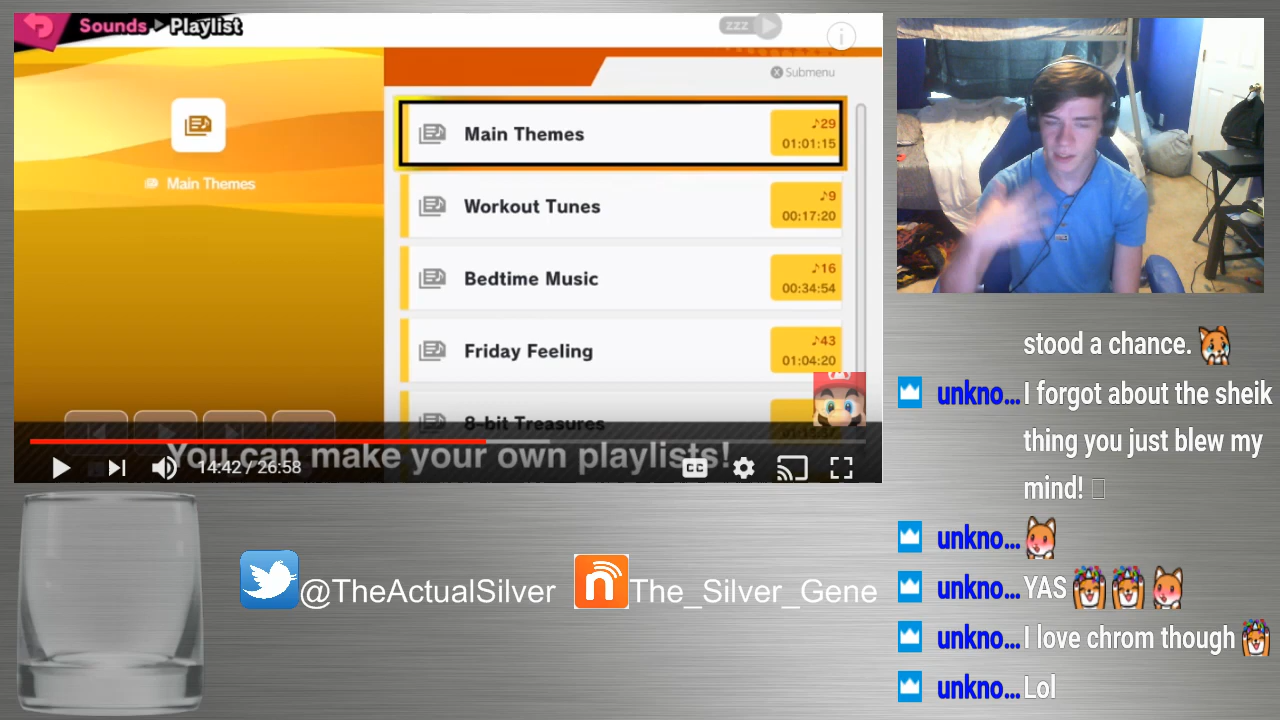 Sounds ▸ Playlist
zzz
i
X Submenu
Main Themes
Main Themes
♪29
01:01:15
Workout Tunes
♪9
00:17:20
Bedtime Music
♪16
00:34:54
Friday Feeling
♪43
01:04:20
8-bit Treasures
You can make your own playlists!
14:42 / 26:58
CC
@TheActualSilver
n
The_Silver_Gene
stood a chance.
unkno... I forgot about the sheik
thing you just blew my
mind!
unkno...
unkno... YAS
unkno... I love chrom though
unkno... Lol